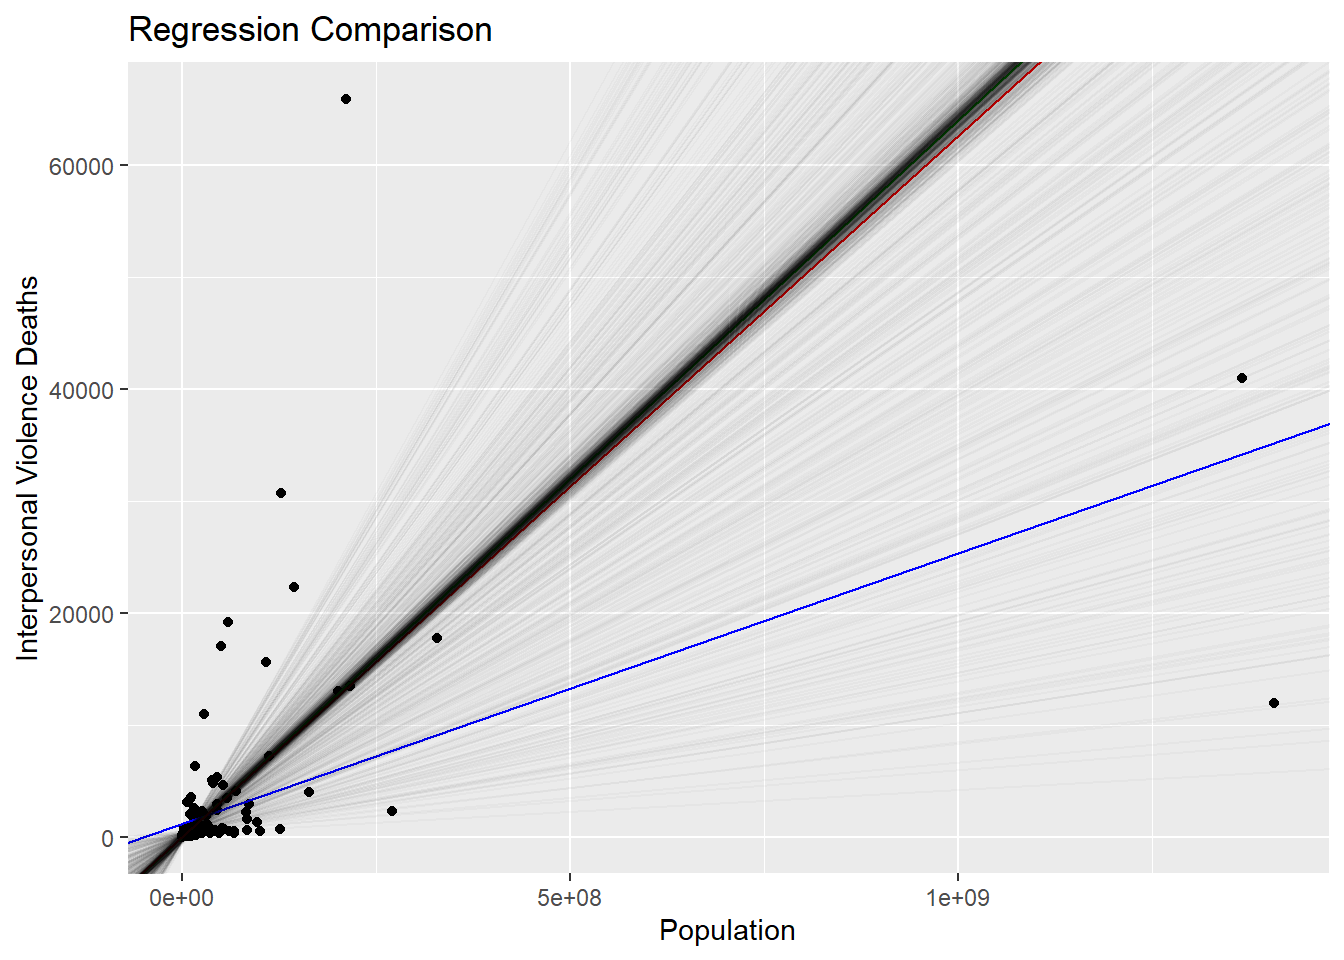 Regression Comparison
60000
40000
20000
0
Interpersonal Violence Deaths
0e+00
5e+08
1e+09
Population